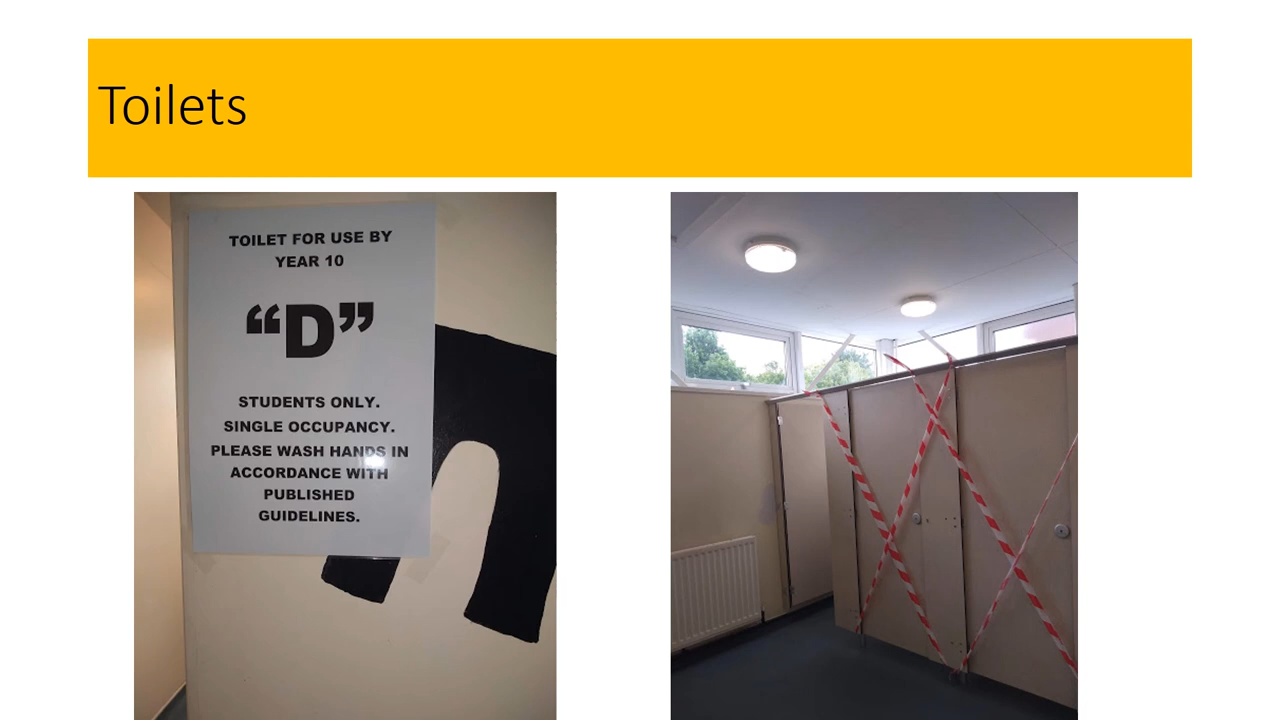 Toilets
TOILET FOR USE BY
YEAR 10
“D”
STUDENTS ONLY.
SINGLE OCCUPANCY.
PLEASE WASH HANDS IN
ACCORDANCE WITH
PUBLISHED
GUIDELINES.